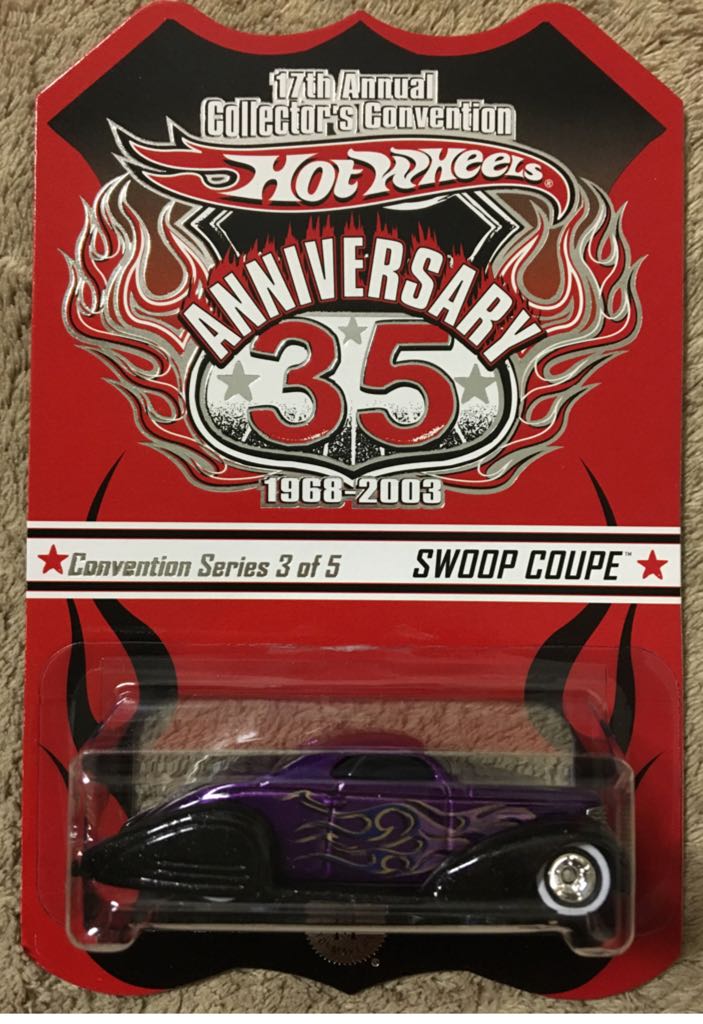 17th Annual
Collector's Convention
Hot Wheels®
ANNIVERSARY
35
1968-2003
Convention Series 3 of 5 SWOOP COUPE™
®